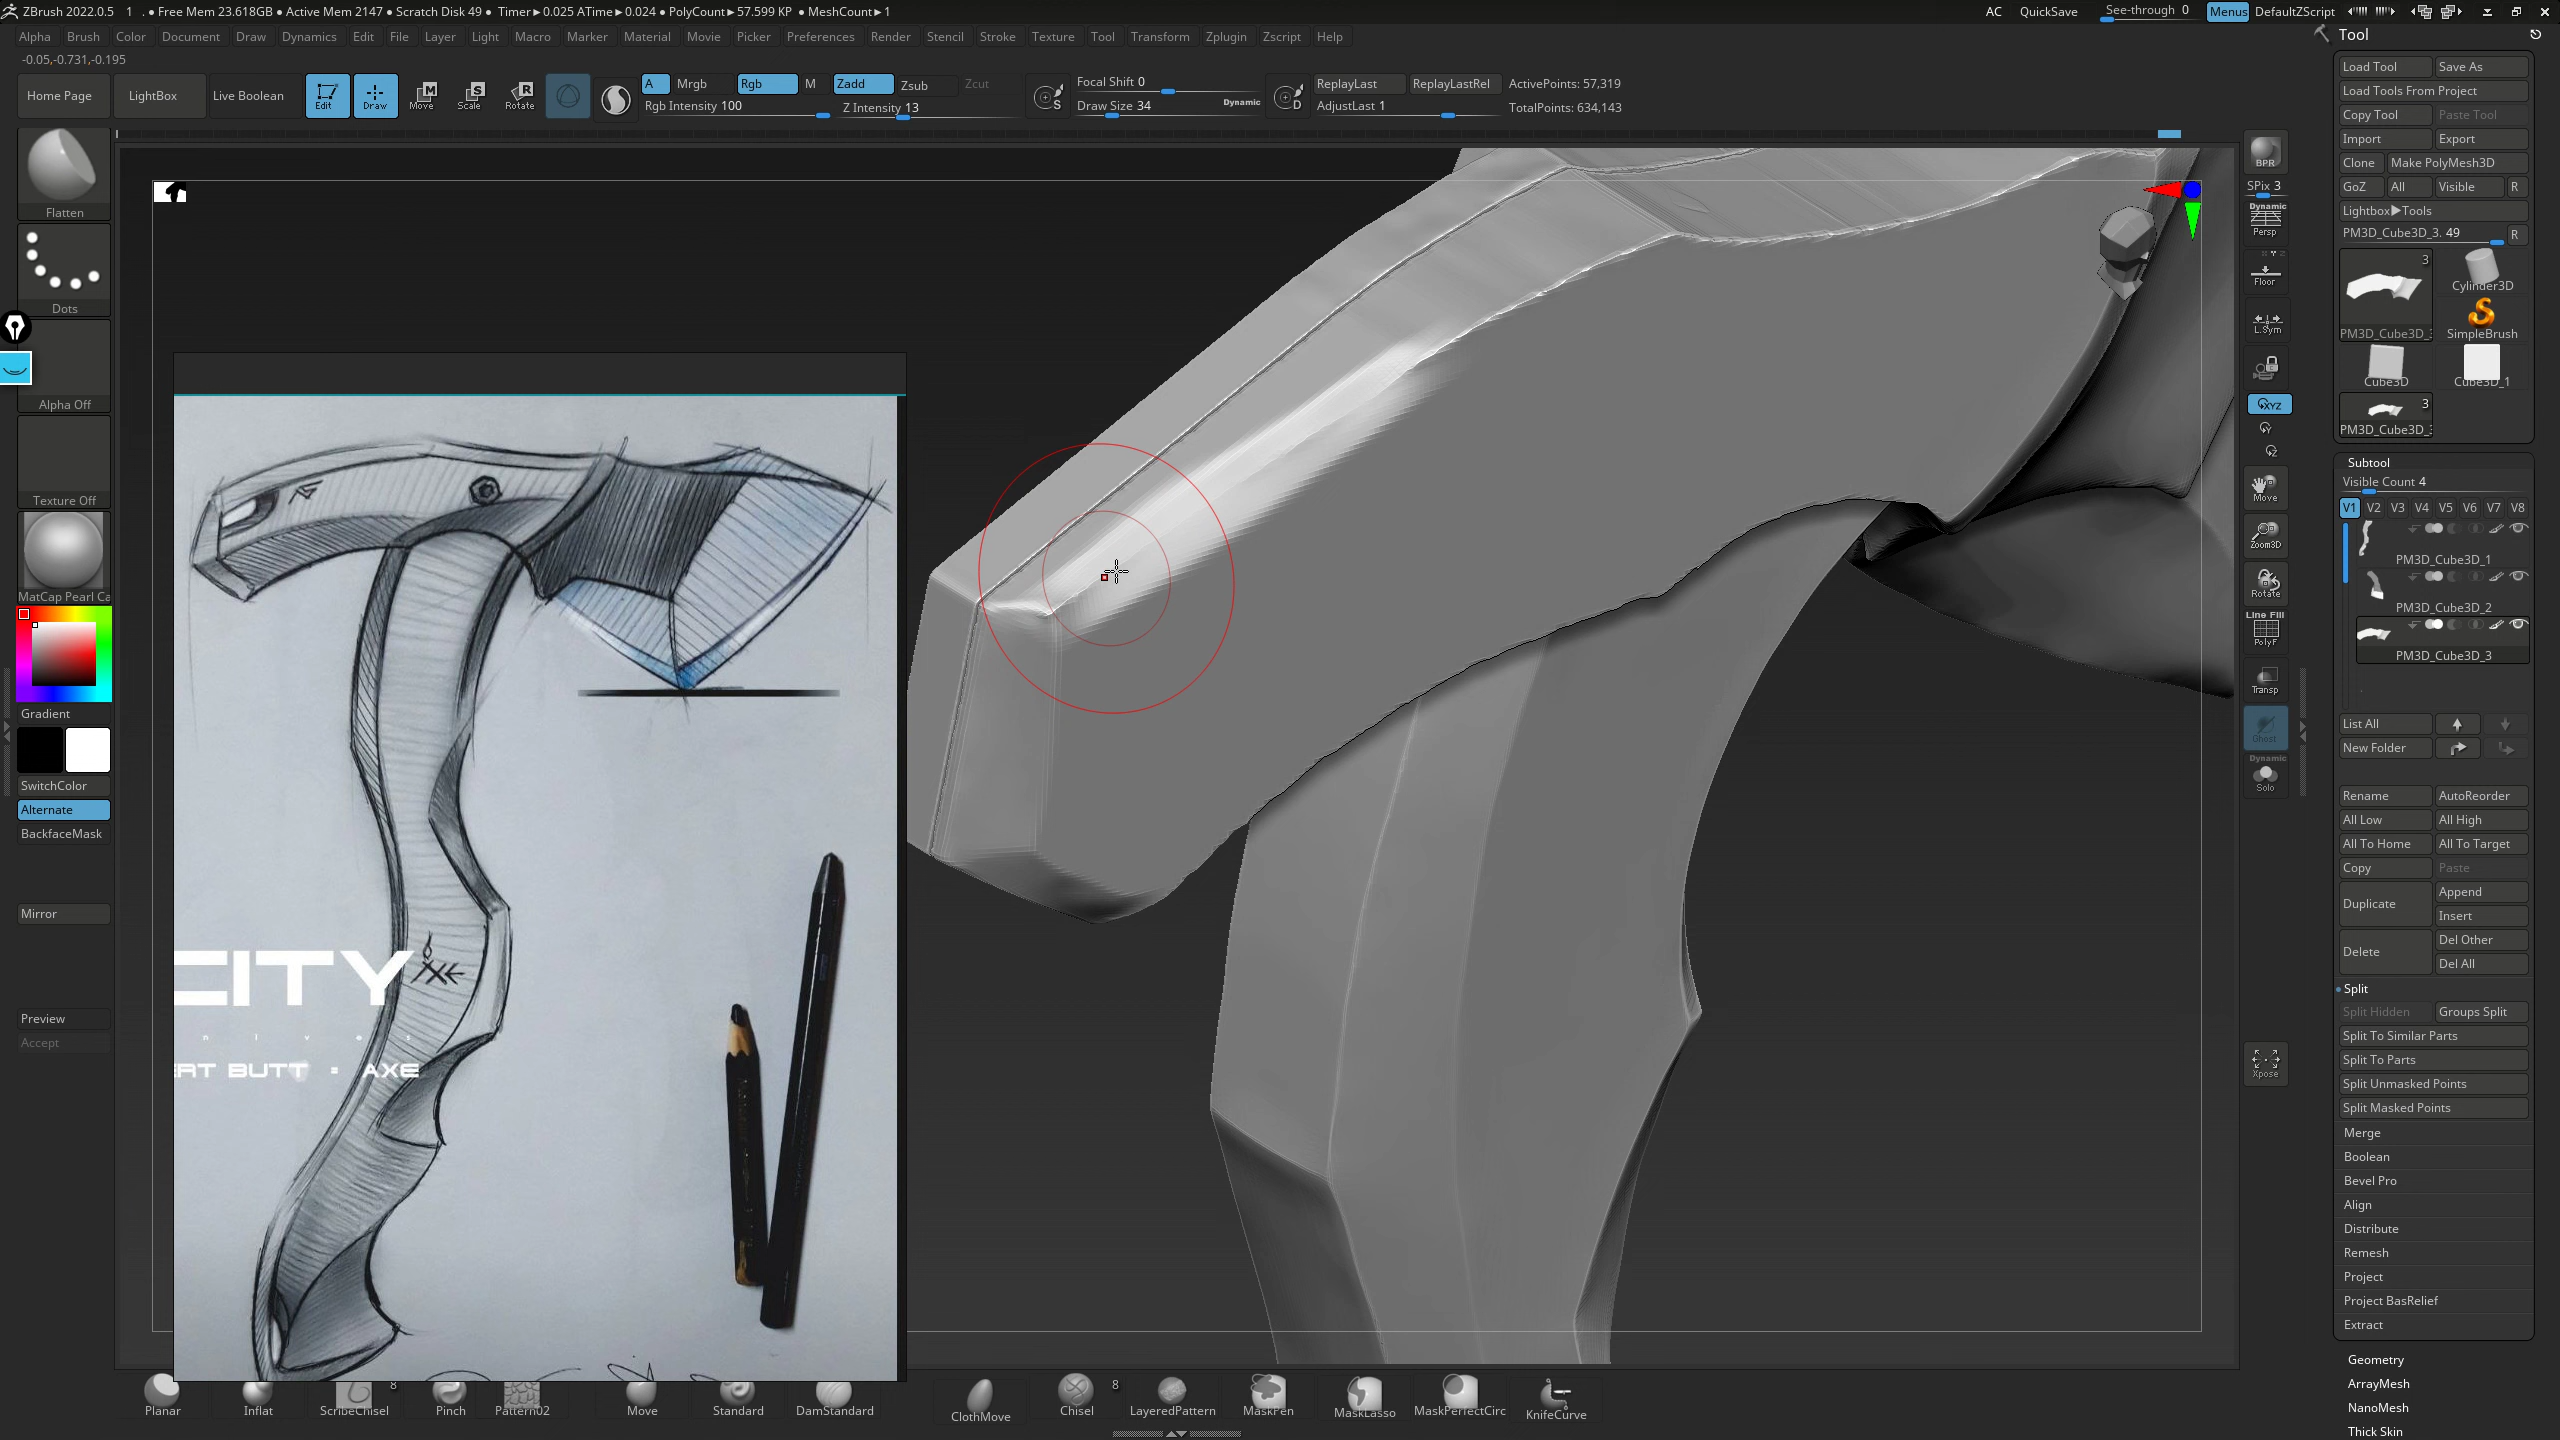 ZBrush 2022.0.5 1 . ● Free Mem 23.618GB ● Active Mem 2147 ● Scratch Disk 49 ● Timer▶0.025 ATime▶0.024 ● PolyCount▶57.599 KP ● MeshCount▶1 AC QuickSave See-through 0 Menus DefaultZScript
Alpha Brush Color Document Draw Dynamics Edit File Layer Light Macro Marker Material Movie Picker Preferences Render Stencil Stroke Texture Tool Transform Zplugin Zscript Help
-0.05,-0.731,-0.195
Home Page LightBox Live Boolean Edit Draw Move Scale Rotate
A Mrgb Rgb M Zadd Zsub Zcut
Rgb Intensity 100 Z Intensity 13
Focal Shift 0
Draw Size 34 Dynamic
ReplayLast ReplayLastRel
AdjustLast 1
ActivePoints: 57,319
TotalPoints: 634,143
Flatten
Dots
Alpha Off
Texture Off
MatCap Pearl Ca
Gradient
SwitchColor
Alternate
BackfaceMask
Mirror
Preview
Accept
CITY
n i v e s
ERT BUTT : AXE
AXE
Planar Inflat ScribeChisel 8 Pinch Pattern02 Move Standard DamStandard ClothMove Chisel 8 LayeredPattern MaskPen MaskLasso MaskPerfectCirc KnifeCurve
BPR
SPix 3
Dynamic
Persp
Floor
L.Sym
XYZ
Move
Zoom3D
Rotate
Line Fill
PolyF
Transp
Ghost
Dynamic
Solo
Xpose
Tool
Load Tool Save As
Load Tools From Project
Copy Tool Paste Tool
Import Export
Clone Make PolyMesh3D
GoZ All Visible R
Lightbox▶Tools
PM3D_Cube3D_3. 49 R
3
Cylinder3D
PM3D_Cube3D_3 SimpleBrush
Cube3D Cube3D_1
3
PM3D_Cube3D_3
Subtool
Visible Count 4
V1 V2 V3 V4 V5 V6 V7 V8
PM3D_Cube3D_1
PM3D_Cube3D_2
PM3D_Cube3D_3
List All
New Folder
Rename AutoReorder
All Low All High
All To Home All To Target
Copy Paste
Duplicate Append
Insert
Delete Del Other
Del All
Split
Split Hidden Groups Split
Split To Similar Parts
Split To Parts
Split Unmasked Points
Split Masked Points
Merge
Boolean
Bevel Pro
Align
Distribute
Remesh
Project
Project BasRelief
Extract
Geometry
ArrayMesh
NanoMesh
Thick Skin